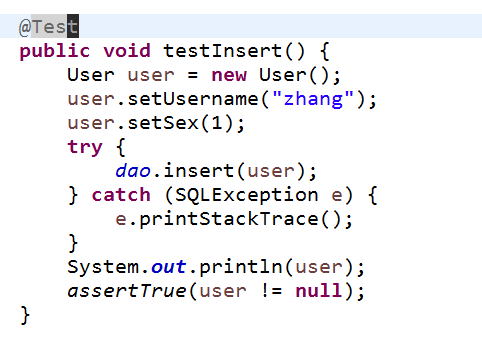 @Test
public void testInsert() {
    User user = new User();
    user.setUsername("zhang");
    user.setSex(1);
    try {
        dao.insert(user);
    } catch (SQLException e) {
        e.printStackTrace();
    }
    System.out.println(user);
    assertTrue(user != null);
}